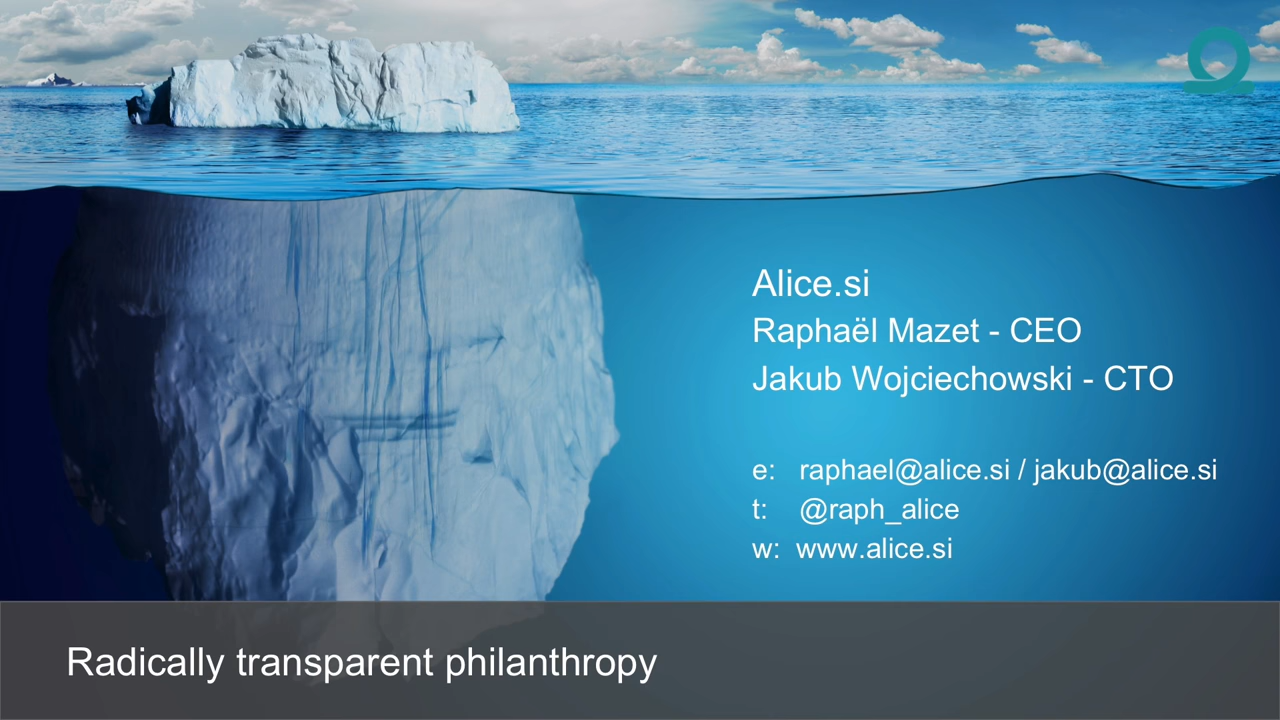 Alice.si
Raphaël Mazet - CEO
Jakub Wojciechowski - CTO
e: raphael@alice.si / jakub@alice.si
t: @raph_alice
w: www.alice.si
Radically transparent philanthropy